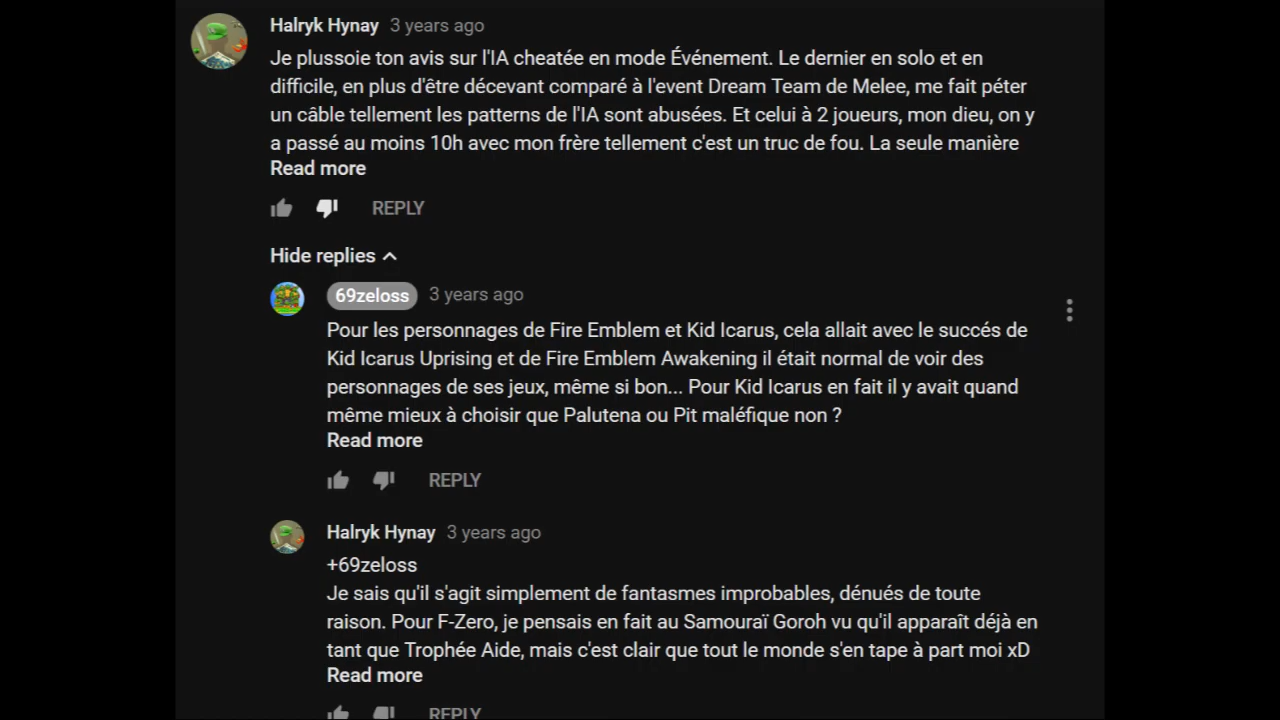 Halryk Hynay 3 years ago
Je plussoie ton avis sur l'IA cheatée en mode Événement. Le dernier en solo et en
difficile, en plus d'être décevant comparé à l'event Dream Team de Melee, me fait péter
un câble tellement les patterns de l'IA sont abusées. Et celui à 2 joueurs, mon dieu, on y
a passé au moins 10h avec mon frère tellement c'est un truc de fou. La seule manière
Read more
REPLY
Hide replies
69zeloss 3 years ago
Pour les personnages de Fire Emblem et Kid Icarus, cela allait avec le succés de
Kid Icarus Uprising et de Fire Emblem Awakening il était normal de voir des
personnages de ses jeux, même si bon... Pour Kid Icarus en fait il y avait quand
même mieux à choisir que Palutena ou Pit maléfique non ?
Read more
REPLY
Halryk Hynay 3 years ago
+69zeloss
Je sais qu'il s'agit simplement de fantasmes improbables, dénués de toute
raison. Pour F-Zero, je pensais en fait au Samouraï Goroh vu qu'il apparaît déjà en
tant que Trophée Aide, mais c'est clair que tout le monde s'en tape à part moi xD
Read more
REPLY